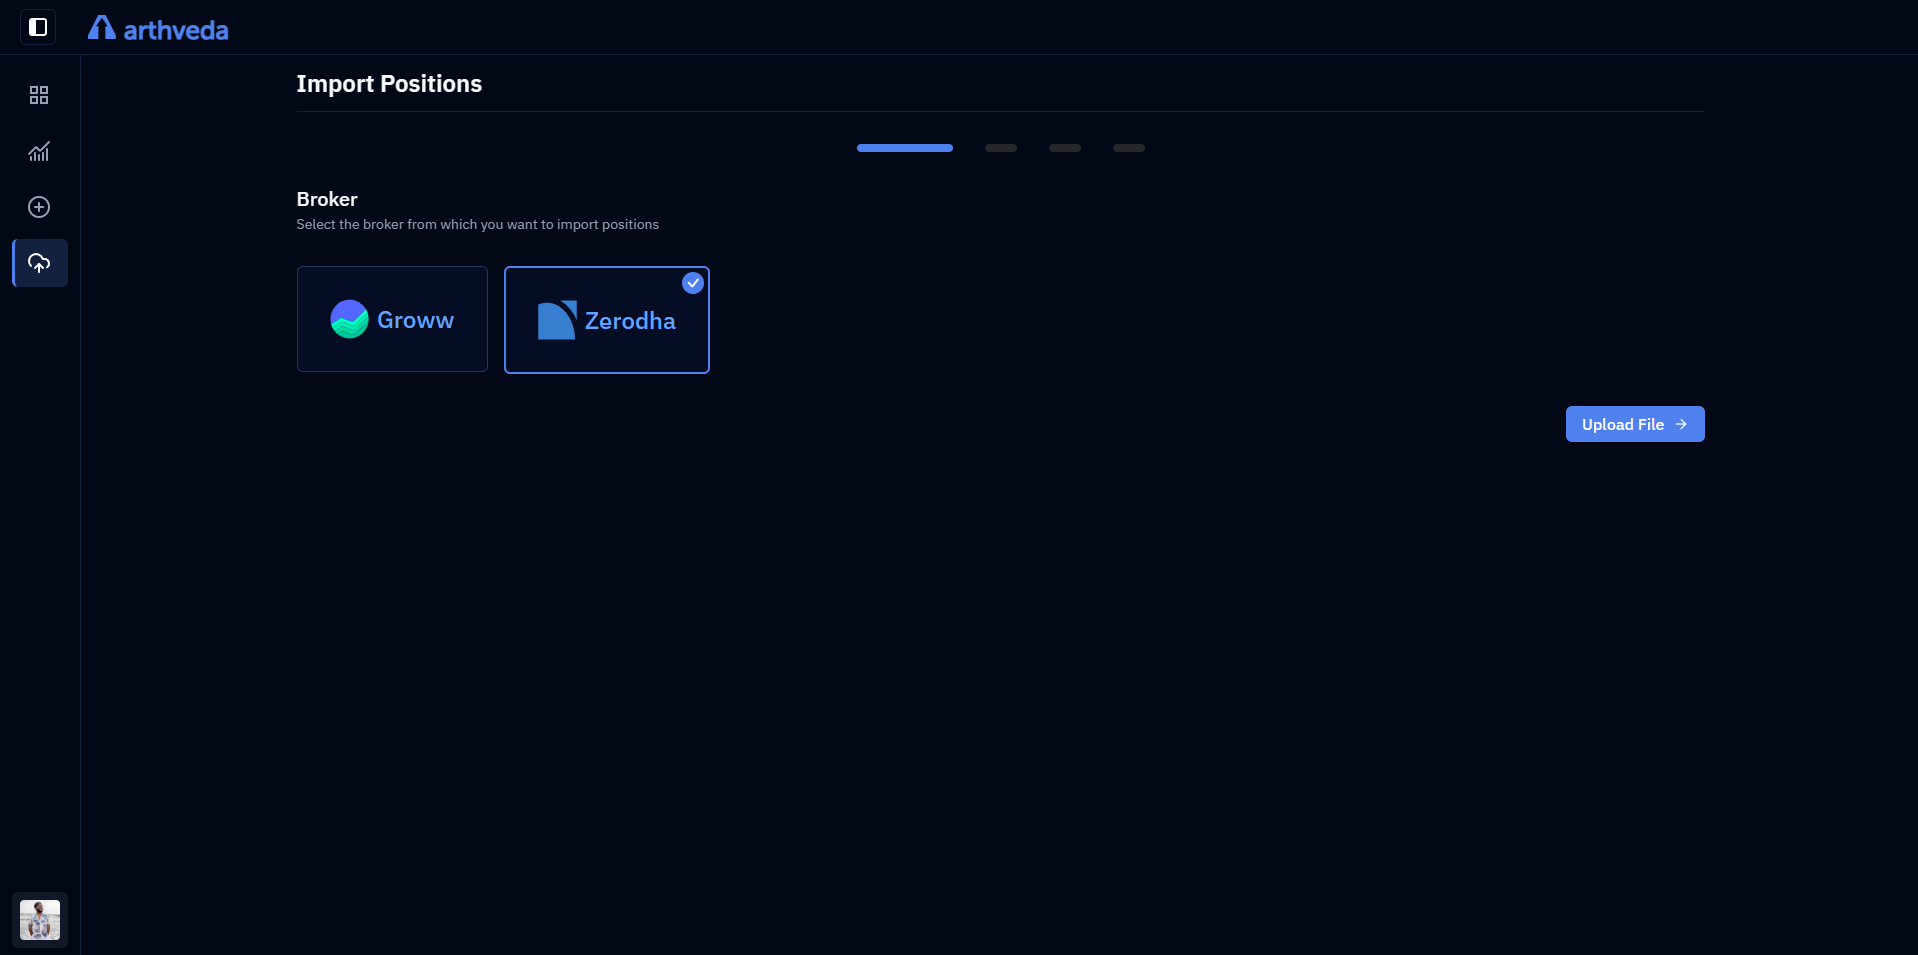 arthveda
Import Positions
Broker
Select the broker from which you want to import positions
Groww
Zerodha
Upload File